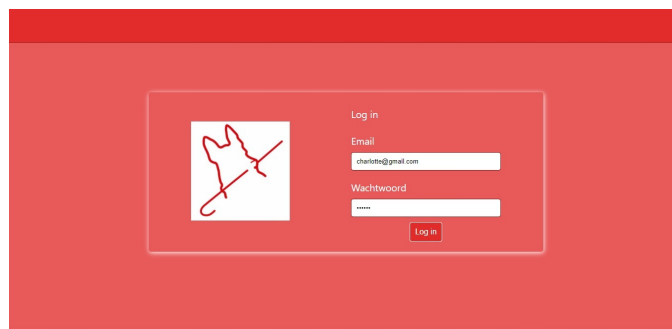 Log in
Email
charlotte@gmail.com
Wachtwoord
••••••
Log in